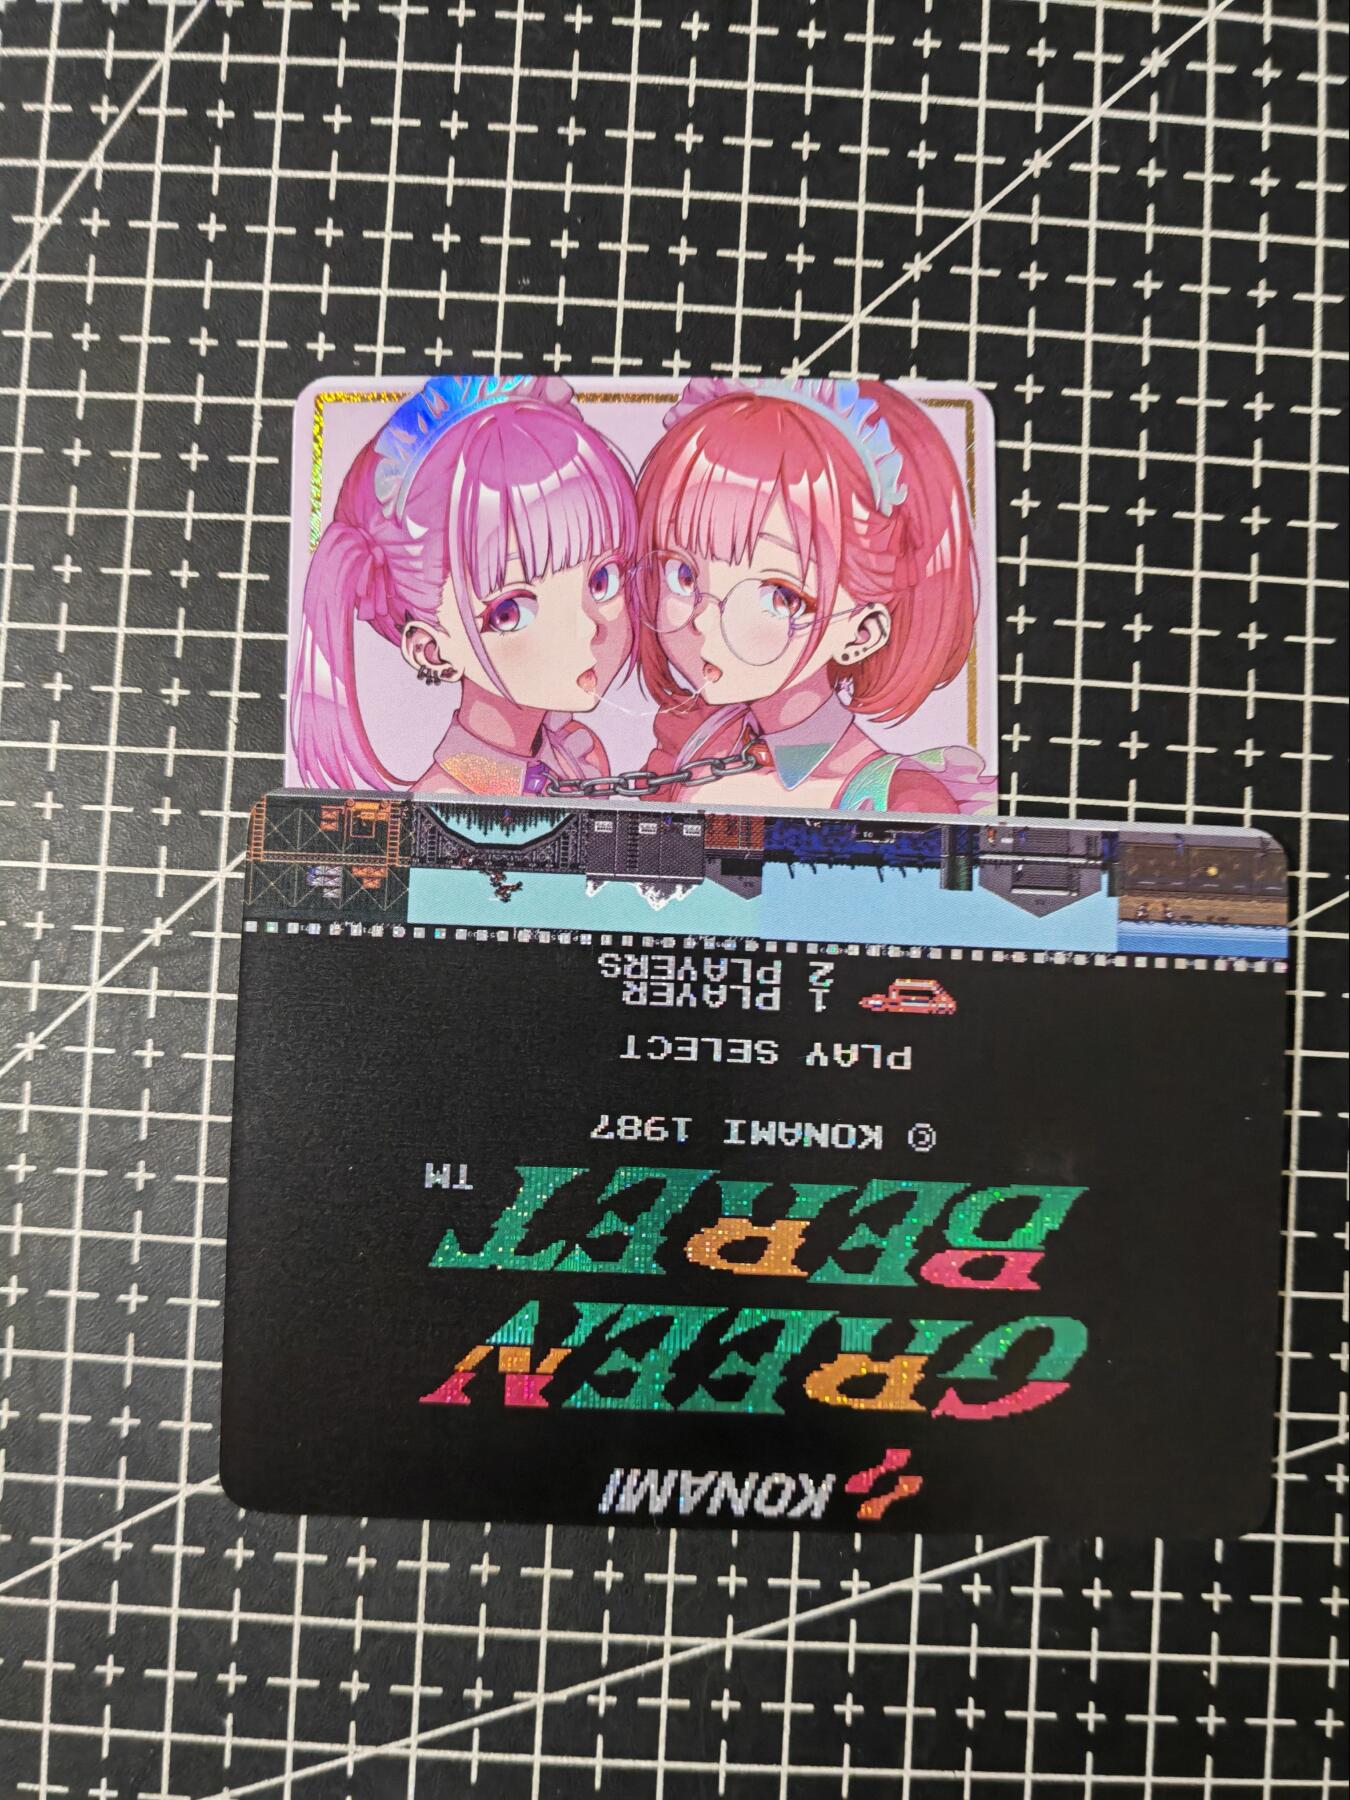 KONAMI
GREEN
BERET
TM
© KONAMI 1987
PLAY SELECT
1 PLAYER
2 PLAYERS